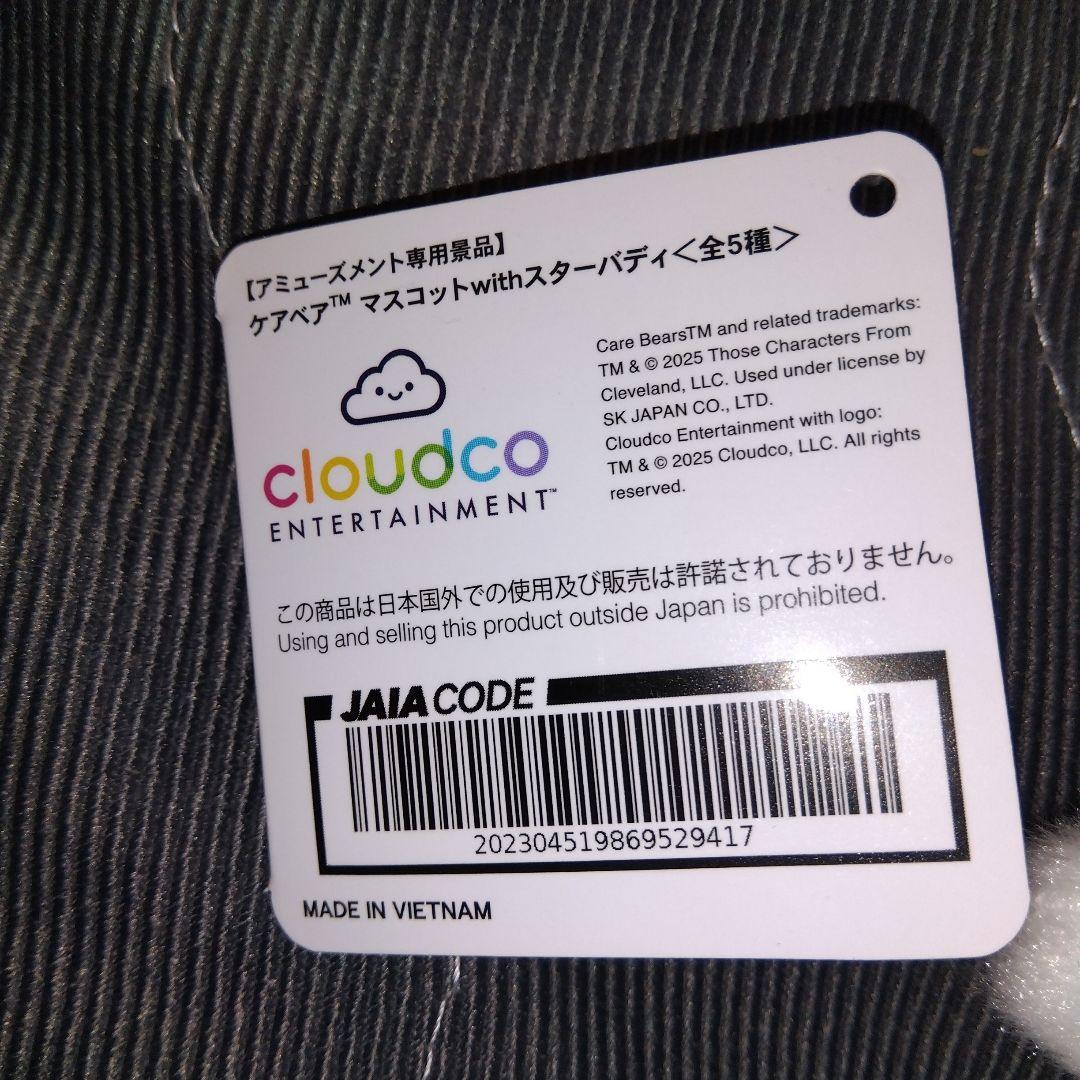 【アミューズメント専用景品】
ケアベア™ マスコットwithスターバディ＜全5種＞
cloudco
ENTERTAINMENT™
Care BearsTM and related trademarks:
TM & © 2025 Those Characters From
Cleveland, LLC. Used under license by
SK JAPAN CO., LTD.
Cloudco Entertainment with logo:
TM & © 2025 Cloudco, LLC. All rights
reserved.
この商品は日本国外での使用及び販売は許諾されておりません。
Using and selling this product outside Japan is prohibited.
JAIA CODE
202304519869529417
MADE IN VIETNAM